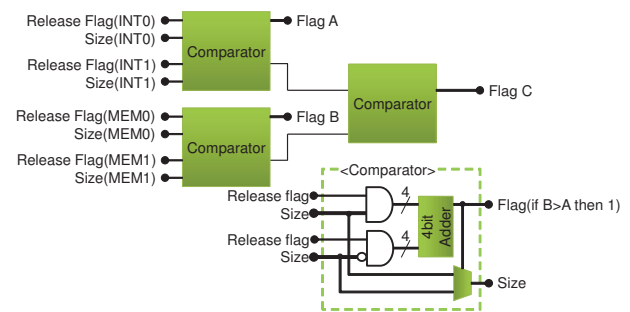 Release Flag(INT0)
Size(INT0)
Release Flag(INT1)
Size(INT1)
Comparator
Flag A
Release Flag(MEM0)
Size(MEM0)
Release Flag(MEM1)
Size(MEM1)
Comparator
Flag B
Comparator
Flag C
<Comparator>
Release flag
Size
4
Release flag
Size
4
4bit
Adder
Flag(if B>A then 1)
Size